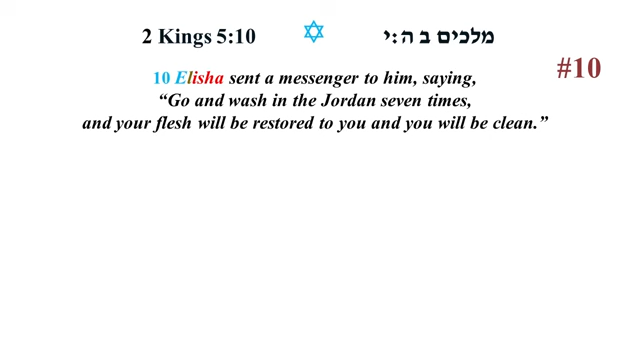 2 Kings 5:10 ✡ מלכים ב ה:י
#10
10 Elisha sent a messenger to him, saying,
“Go and wash in the Jordan seven times,
and your flesh will be restored to you and you will be clean.”